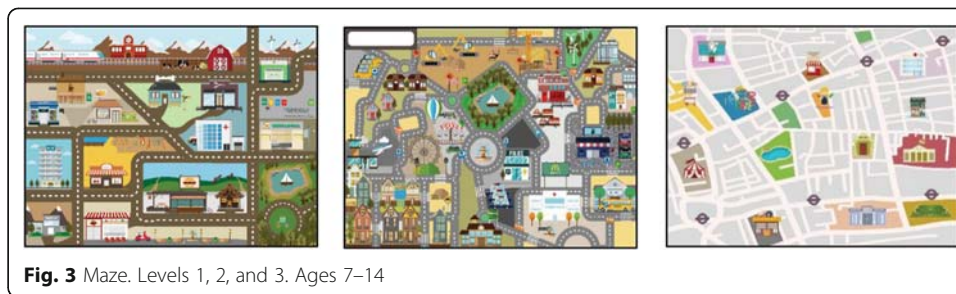 Fig. 3 Maze. Levels 1, 2, and 3. Ages 7–14